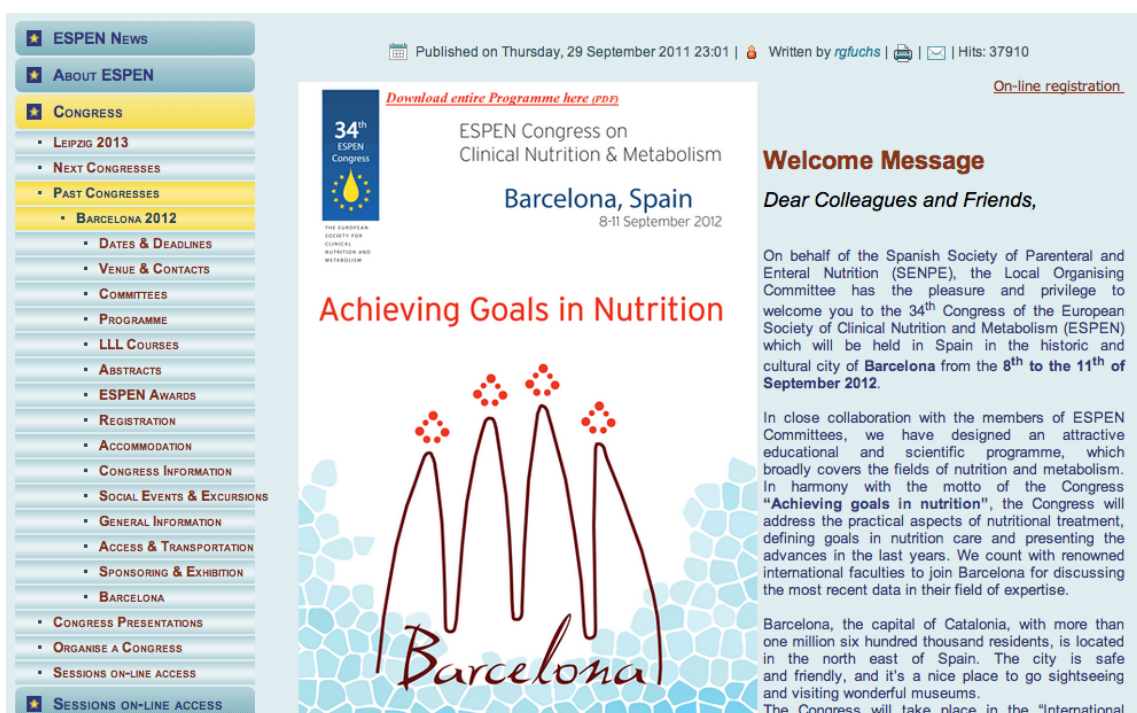 ESPEN News
About ESPEN
Congress
Leipzig 2013
Next Congresses
Past Congresses
Barcelona 2012
Dates & Deadlines
Venue & Contacts
Committees
Programme
LLL Courses
Abstracts
ESPEN Awards
Registration
Accommodation
Congress Information
Social Events & Excursions
General Information
Access & Transportation
Sponsoring & Exhibition
Barcelona
Congress Presentations
Organise a Congress
Sessions on-line access
Sessions on-line access
Published on Thursday, 29 September 2011 23:01 | Written by rgfuchs | | | Hits: 37910
On-line registration
Download entire Programme here (PDF)
34th
ESPEN
Congress
THE EUROPEAN
SOCIETY FOR
CLINICAL
NUTRITION AND
METABOLISM
ESPEN Congress on
Clinical Nutrition & Metabolism
Barcelona, Spain
8-11 September 2012
Achieving Goals in Nutrition
Barcelona
Welcome Message
Dear Colleagues and Friends,
On behalf of the Spanish Society of Parenteral and
Enteral Nutrition (SENPE), the Local Organising
Committee has the pleasure and privilege to
welcome you to the 34th Congress of the European
Society of Clinical Nutrition and Metabolism (ESPEN)
which will be held in Spain in the historic and
cultural city of Barcelona from the 8th to the 11th of
September 2012.
In close collaboration with the members of ESPEN
Committees, we have designed an attractive
educational and scientific programme, which
broadly covers the fields of nutrition and metabolism.
In harmony with the motto of the Congress
“Achieving goals in nutrition”, the Congress will
address the practical aspects of nutritional treatment,
defining goals in nutrition care and presenting the
advances in the last years. We count with renowned
international faculties to join Barcelona for discussing
the most recent data in their field of expertise.
Barcelona, the capital of Catalonia, with more than
one million six hundred thousand residents, is located
in the north east of Spain. The city is safe
and friendly, and it's a nice place to go sightseeing
and visiting wonderful museums.
The Congress will take place in the “International